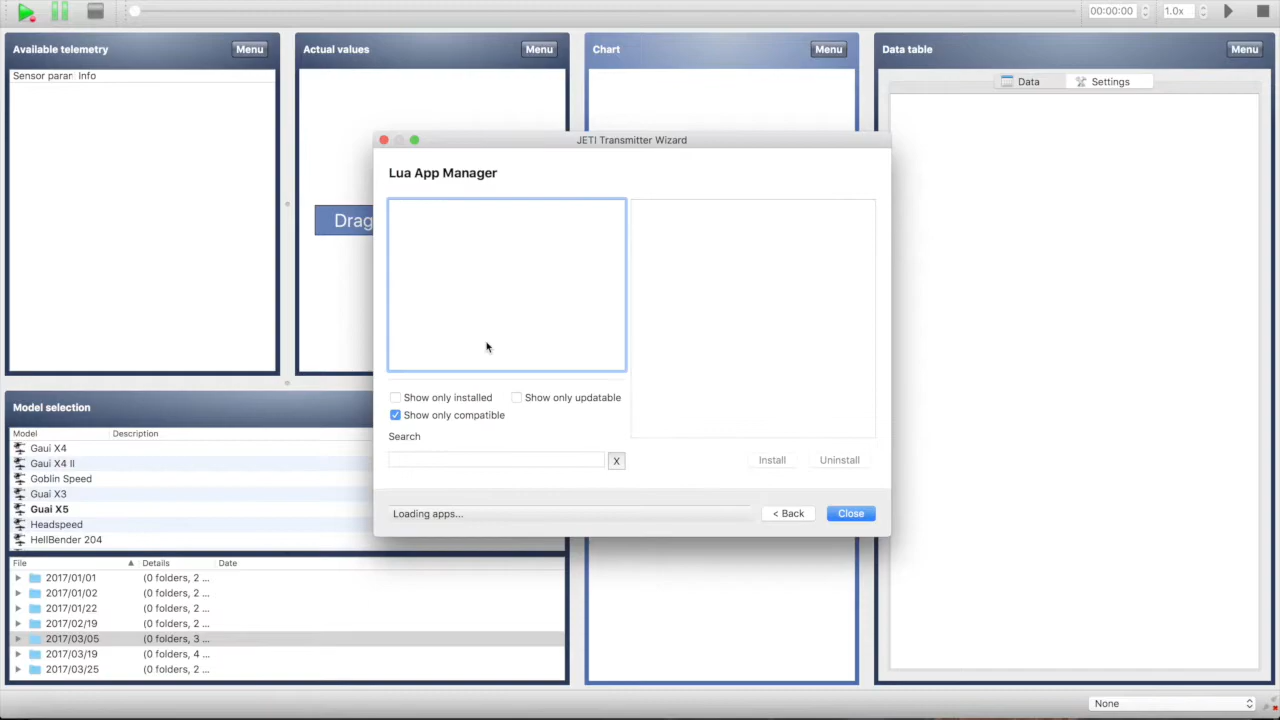 00:00:00
1.0x
Available telemetry
Menu
Actual values
Menu
Chart
Menu
Data table
Menu
Sensor paran
Info
Data
Settings
Drag
JETI Transmitter Wizard
Lua App Manager
Show only installed
Show only updatable
Show only compatible
Search
X
Install
Uninstall
Loading apps...
< Back
Close
Model selection
Model
Description
Gaui X4
Gaui X4 II
Goblin Speed
Guai X3
Guai X5
Headspeed
HellBender 204
File
Details
Date
2017/01/01 (0 folders, 2 ...
2017/01/02 (0 folders, 2 ...
2017/01/22 (0 folders, 2 ...
2017/02/19 (0 folders, 2 ...
2017/03/05 (0 folders, 3 ...
2017/03/19 (0 folders, 4 ...
2017/03/25 (0 folders, 2 ...
None